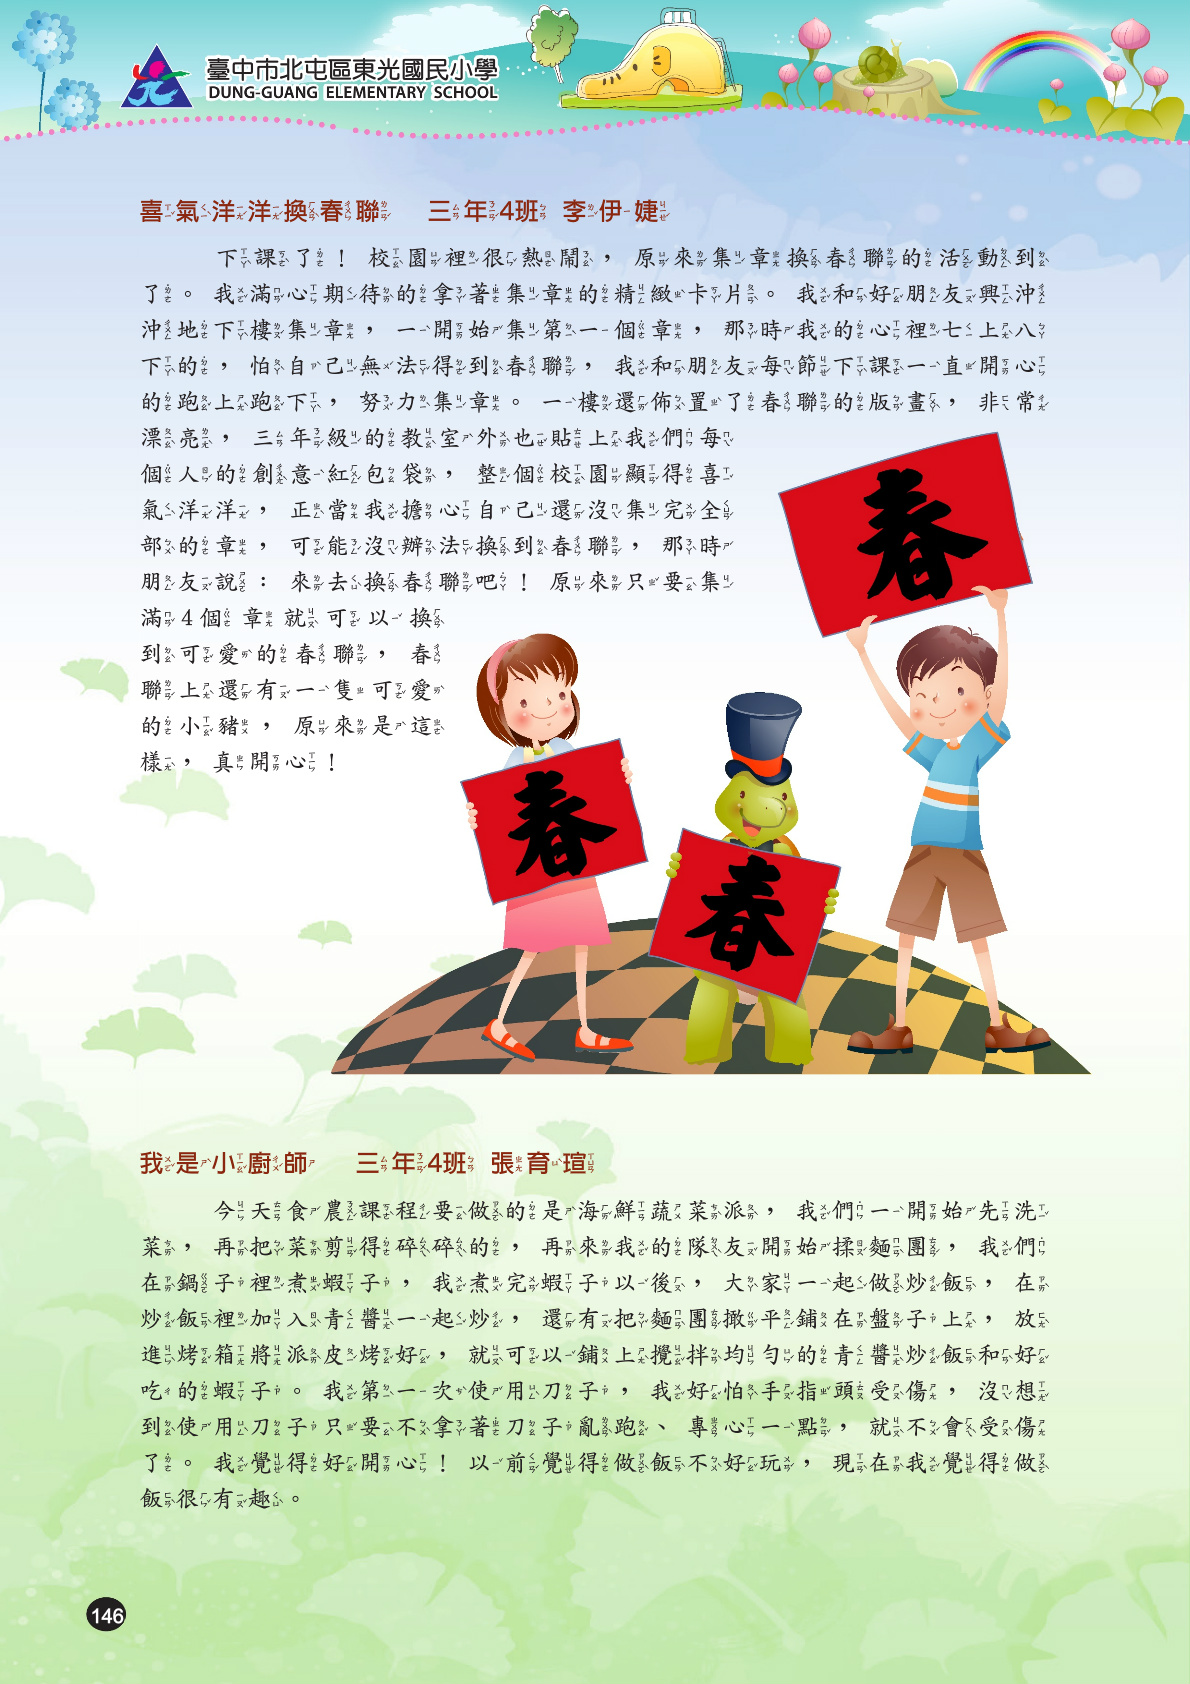 臺中市北屯區東光國民小學
DUNG-GUANG ELEMENTARY SCHOOL
喜氣洋洋換春聯 三年4班 李伊婕
下課了！校園裡很熱鬧，原來集章換春聯的活動到
了。我滿心期待的拿著集章的精緻卡片。我和好朋友興沖
沖地下樓集章，一開始集第一個章，那時我的心裡七上八
下的，怕自己無法得到春聯，我和朋友每節下課一直開心
的跑上跑下，努力集章。一樓還佈置了春聯的版畫，非常
漂亮，三年級的教室外也貼上我們每
個人的創意紅包袋，整個校園顯得喜
氣洋洋，正當我擔心自己還沒集完全
部的章，可能沒辦法換到春聯，那時
朋友說：來去換春聯吧！原來只要集
滿4個章就可以換
到可愛的春聯，春
聯上還有一隻可愛
的小豬，原來是這
樣，真開心！
春
春
春
我是小廚師 三年4班 張育瑄
今天食農課程要做的是海鮮蔬菜派，我們一開始先洗
菜，再把菜剪得碎碎的，再來我的隊友開始揉麵團，我們
在鍋子裡煮蝦子，我煮完蝦子以後，大家一起做炒飯，在
炒飯裡加入青醬一起炒，還有把麵團擀平鋪在盤子上，放
進烤箱將派皮烤好，就可以鋪上攪拌均勻的青醬炒飯和好
吃的蝦子。我第一次使用刀子，我好怕手指頭受傷，沒想
到使用刀子只要不拿著刀子亂跑、專心一點，就不會受傷
了。我覺得好開心！以前覺得做飯不好玩，現在我覺得做
飯很有趣。
146